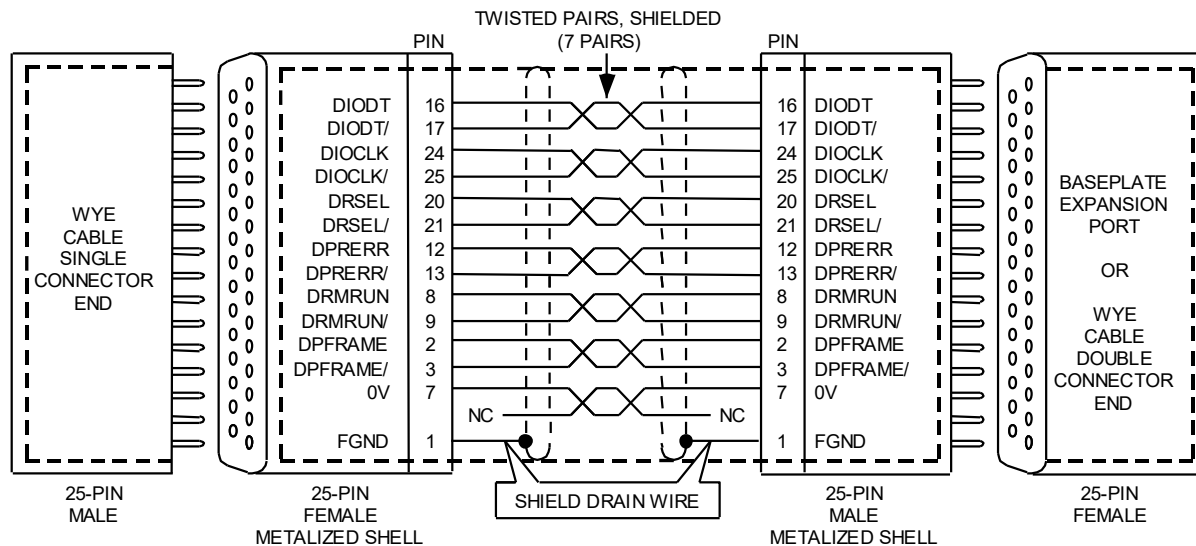 TWISTED PAIRS, SHIELDED
(7 PAIRS)
PIN
PIN
DIODT 16
16 DIODT
DIODT/ 17
17 DIODT/
DIOCLK 24
24 DIOCLK
DIOCLK/ 25
25 DIOCLK/
DRSEL 20
20 DRSEL
DRSEL/ 21
21 DRSEL/
DPRERR 12
12 DPRERR
DPRERR/ 13
13 DPRERR/
DRMRUN 8
8 DRMRUN
DRMRUN/ 9
9 DRMRUN/
DPFRAME 2
2 DPFRAME
DPFRAME/ 3
3 DPFRAME/
0V 7
7 0V
NC
NC
FGND 1
1 FGND
WYE
CABLE
SINGLE
CONNECTOR
END
BASEPLATE
EXPANSION
PORT
OR
WYE
CABLE
DOUBLE
CONNECTOR
END
SHIELD DRAIN WIRE
25-PIN
MALE
25-PIN
FEMALE
METALIZED SHELL
25-PIN
MALE
METALIZED SHELL
25-PIN
FEMALE